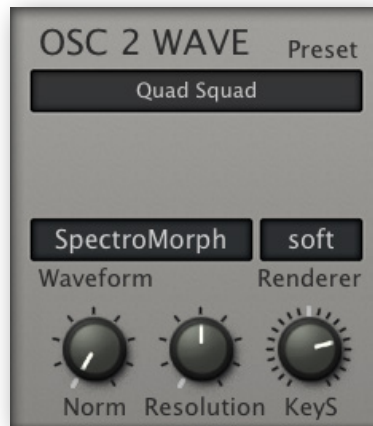 OSC 2 WAVE Preset
Quad Squad
SpectroMorph soft
Waveform Renderer
Norm Resolution KeyS